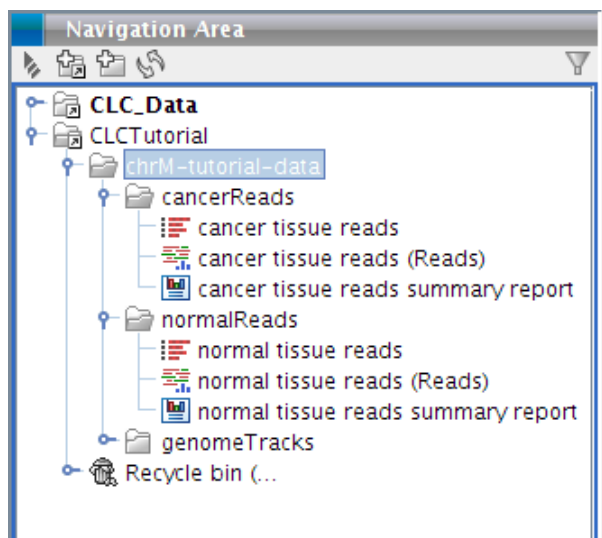 Navigation Area
CLC_Data
CLCTutorial
chrM-tutorial-data
cancerReads
cancer tissue reads
cancer tissue reads (Reads)
cancer tissue reads summary report
normalReads
normal tissue reads
normal tissue reads (Reads)
normal tissue reads summary report
genomeTracks
Recycle bin (...